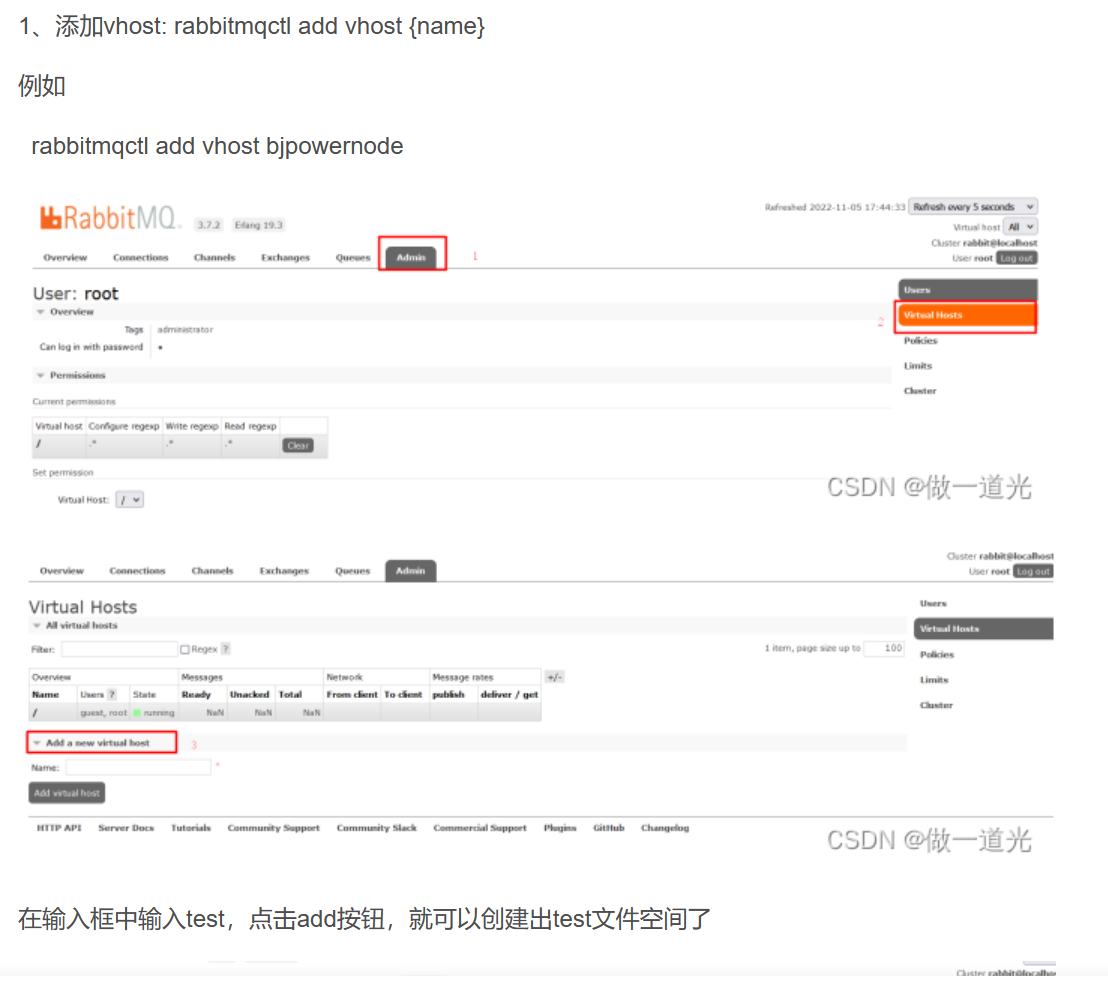 1、添加vhost: rabbitmqctl add vhost {name}
例如
rabbitmqctl add vhost bjpowernode
RabbitMQ 3.7.2 Erlang 19.3
Refreshed 2022-11-05 17:44:33 Refresh every 5 seconds
Virtual host All
Cluster rabbit@localhost
User root Log out
Overview Connections Channels Exchanges Queues Admin 1
User: root
Users
Overview
2 Virtual Hosts
Tags administrator
Can log in with password •
Policies
Limits
Permissions
Cluster
Current permissions
Virtual host Configure regexp Write regexp Read regexp
/ .* .* .* Clear
Set permission
Virtual Host: /
CSDN @做一道光
Cluster rabbit@localhost
User root Log out
Overview Connections Channels Exchanges Queues Admin
Virtual Hosts
Users
All virtual hosts
Virtual Hosts
Filter: Regex ? 1 item, page size up to 100
Policies
Overview Messages Network Message rates +/-
Limits
Name Users ? State Ready Unacked Total From client To client publish deliver / get
Cluster
/ guest, root running NaN NaN NaN
Add a new virtual host 3
Name: *
Add virtual host
HTTP API Server Docs Tutorials Community Support Community Slack Commercial Support Plugins GitHub Changelog
CSDN @做一道光
在输入框中输入test，点击add按钮，就可以创建出test文件空间了
Cluster rabbit@localhos